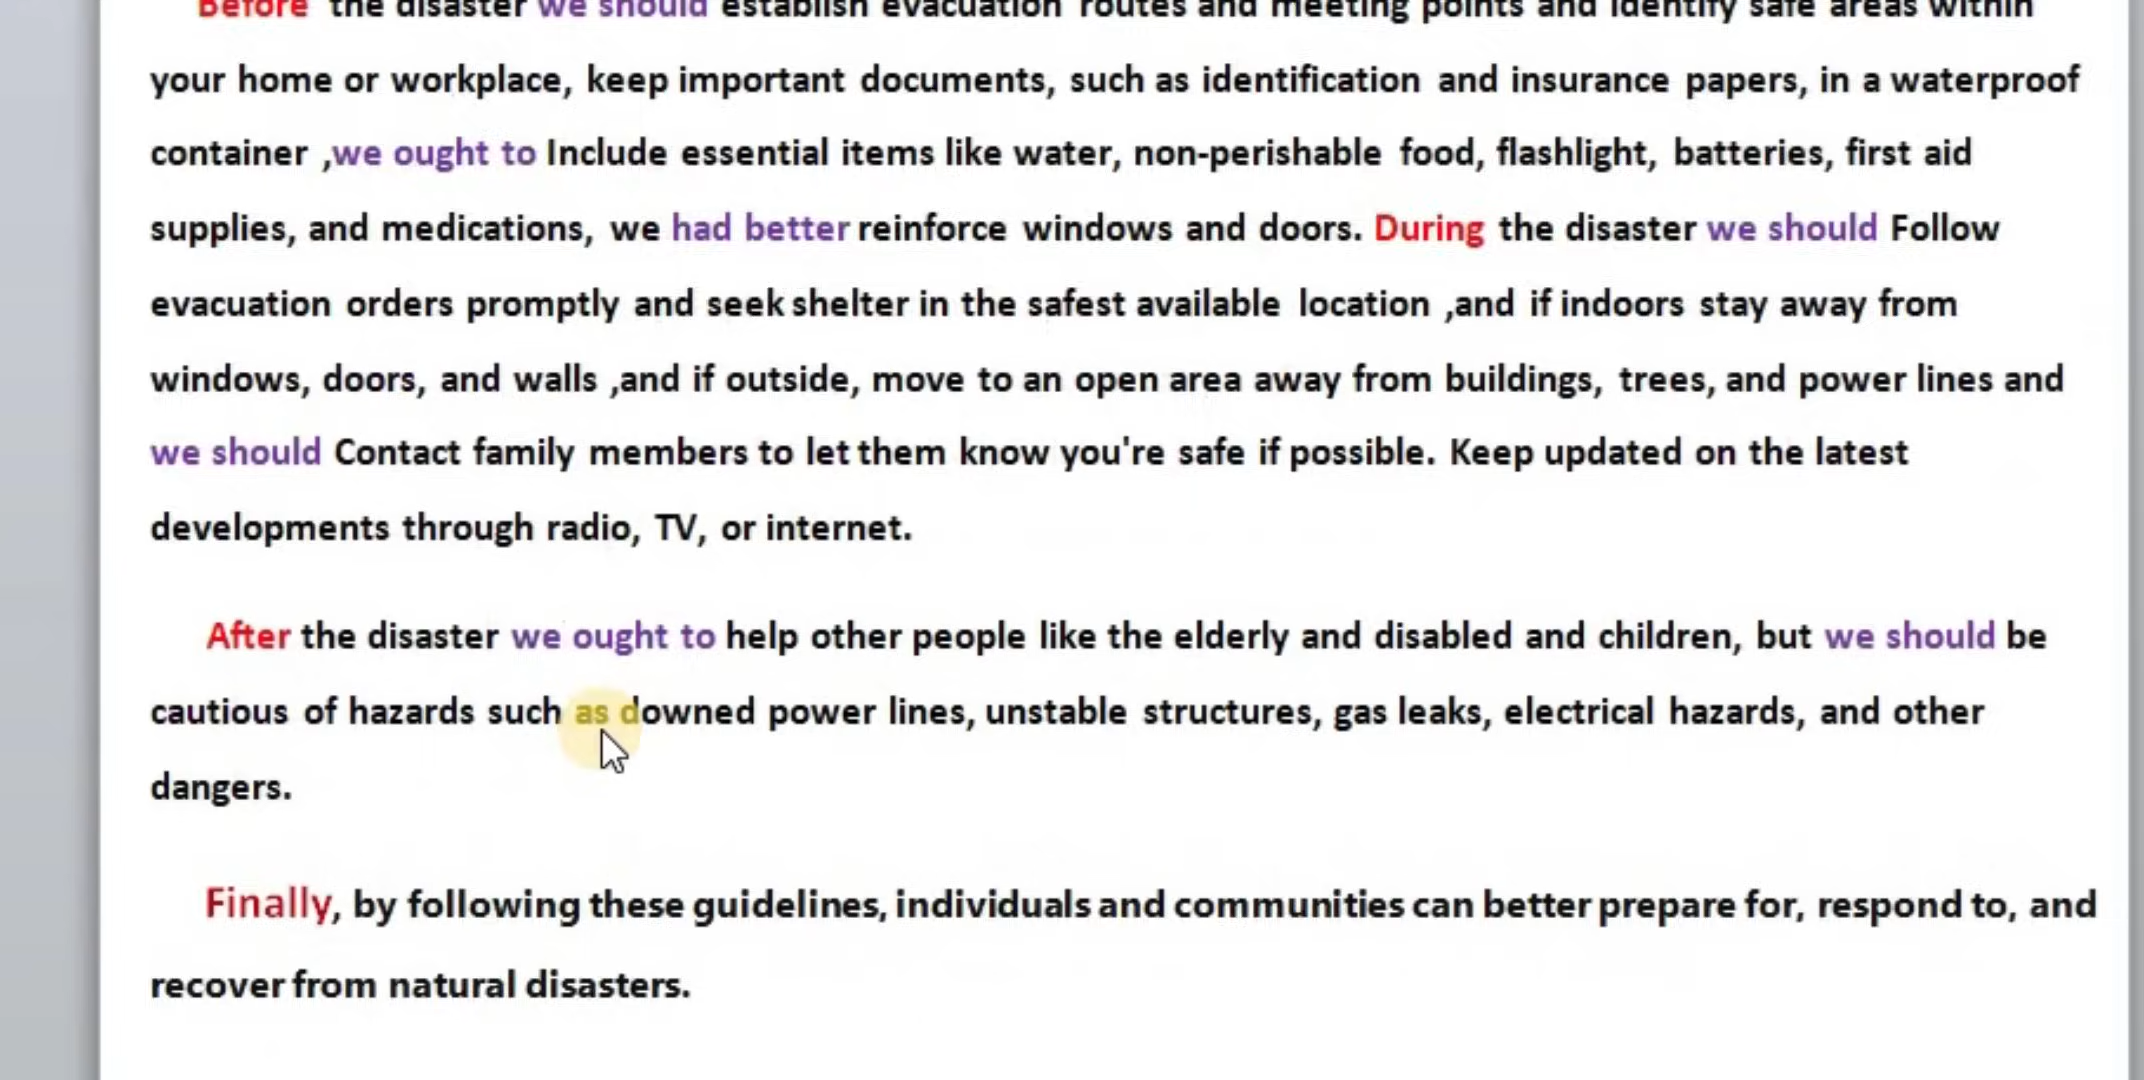 Before the disaster we should establish evacuation routes and meeting points and identify safe areas within
your home or workplace, keep important documents, such as identification and insurance papers, in a waterproof
container ,we ought to Include essential items like water, non-perishable food, flashlight, batteries, first aid
supplies, and medications, we had better reinforce windows and doors. During the disaster we should Follow
evacuation orders promptly and seek shelter in the safest available location ,and if indoors stay away from
windows, doors, and walls ,and if outside, move to an open area away from buildings, trees, and power lines and
we should Contact family members to let them know you're safe if possible. Keep updated on the latest
developments through radio, TV, or internet.
After the disaster we ought to help other people like the elderly and disabled and children, but we should be
cautious of hazards such as downed power lines, unstable structures, gas leaks, electrical hazards, and other
dangers.
Finally, by following these guidelines, individuals and communities can better prepare for, respond to, and
recover from natural disasters.